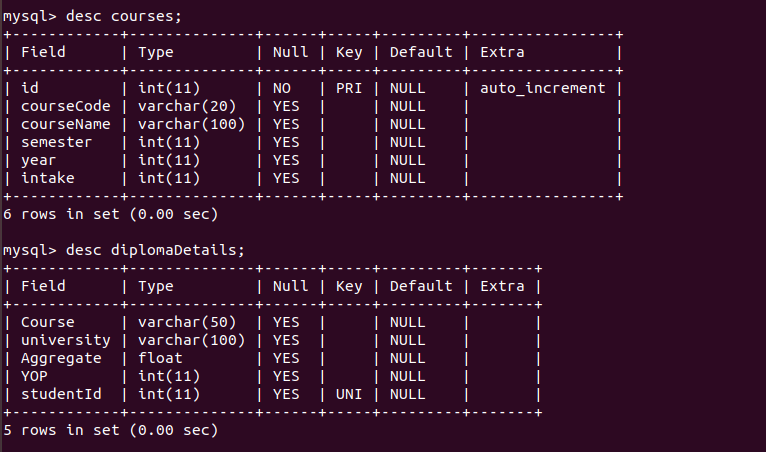 mysql> desc courses;
+------------+--------------+------+-----+---------+----------------+
| Field      | Type         | Null | Key | Default | Extra          |
+------------+--------------+------+-----+---------+----------------+
| id         | int(11)      | NO   | PRI | NULL    | auto_increment |
| courseCode | varchar(20)  | YES  |     | NULL    |                |
| courseName | varchar(100) | YES  |     | NULL    |                |
| semester   | int(11)      | YES  |     | NULL    |                |
| year       | int(11)      | YES  |     | NULL    |                |
| intake     | int(11)      | YES  |     | NULL    |                |
+------------+--------------+------+-----+---------+----------------+
6 rows in set (0.00 sec)

mysql> desc diplomaDetails;
+------------+--------------+------+-----+---------+-------+
| Field      | Type         | Null | Key | Default | Extra |
+------------+--------------+------+-----+---------+-------+
| Course     | varchar(50)  | YES  |     | NULL    |       |
| university | varchar(100) | YES  |     | NULL    |       |
| Aggregate  | float        | YES  |     | NULL    |       |
| YOP        | int(11)      | YES  |     | NULL    |       |
| studentId  | int(11)      | YES  | UNI | NULL    |       |
+------------+--------------+------+-----+---------+-------+
5 rows in set (0.00 sec)